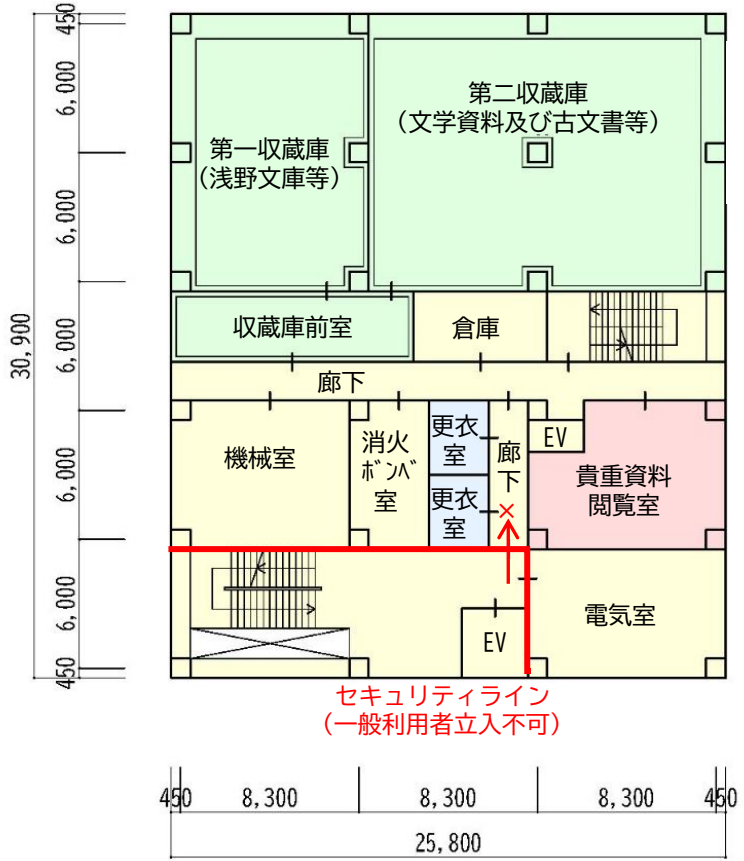 450
6,000
6,000
6,000
6,000
6,000
450
30,900
第一収蔵庫
（浅野文庫等）
第二収蔵庫
（文学資料及び古文書等）
収蔵庫前室
倉庫
廊下
機械室
消火
ボンベ
室
更衣
室
更衣
室
廊
下
×
EV
貴重資料
閲覧室
EV
電気室
セキュリティライン
（一般利用者立入不可）
450
8,300
8,300
8,300
450
25,800